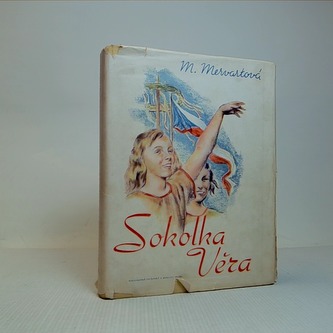 M. Mervartová
Sokolka
Věra